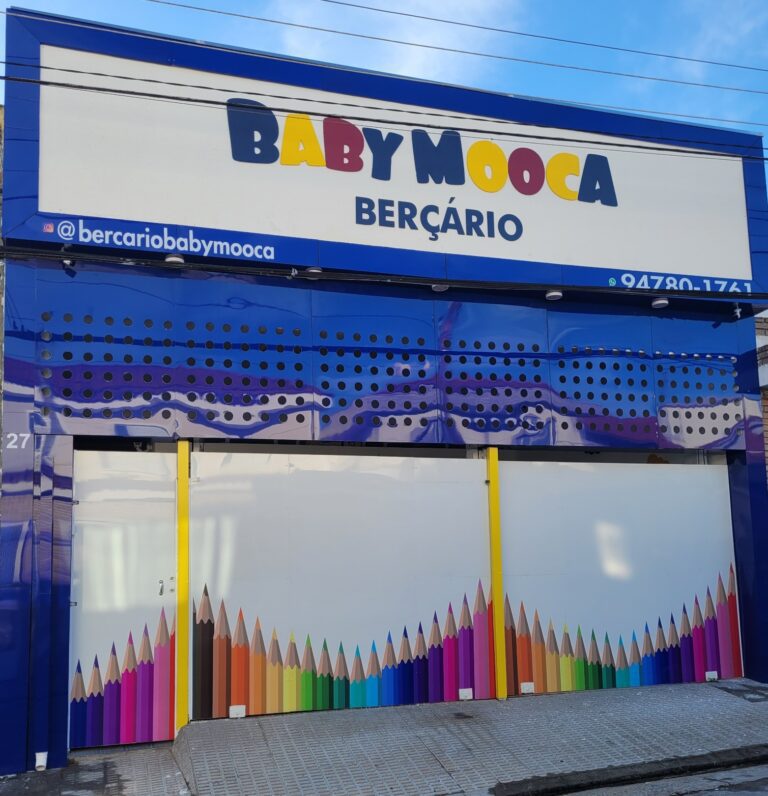 BABY MOOCA
BERÇÁRIO
@bercariobabymooca
94780-1761
27